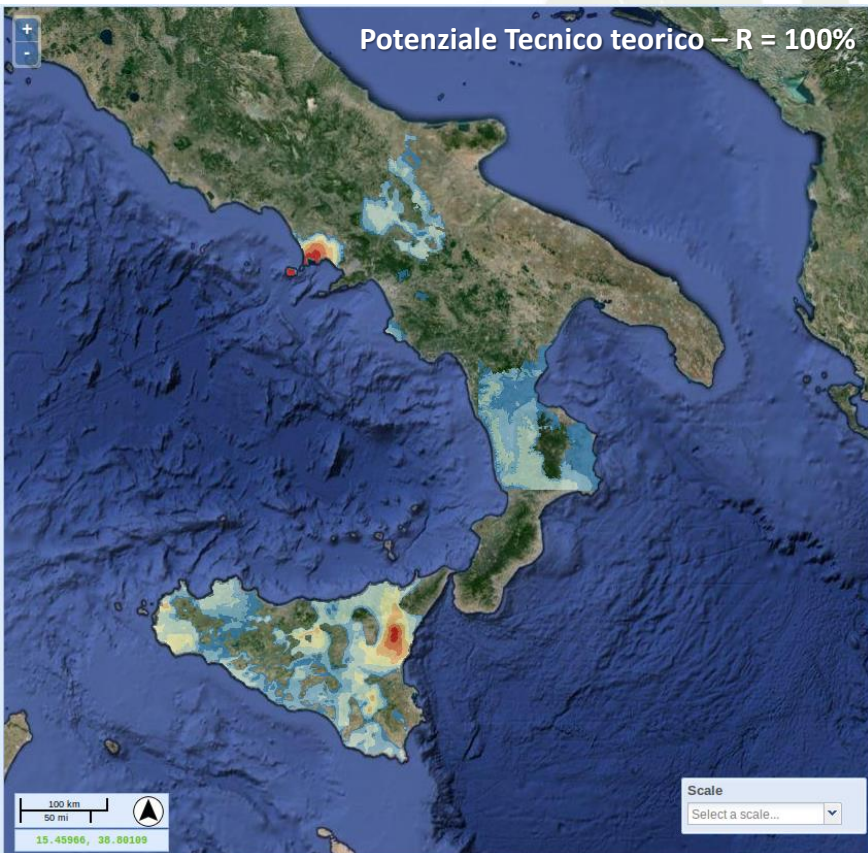 +
-
Potenziale Tecnico teorico – R = 100%
100 km
50 mi
15.45966, 38.80109
Scale
Select a scale...